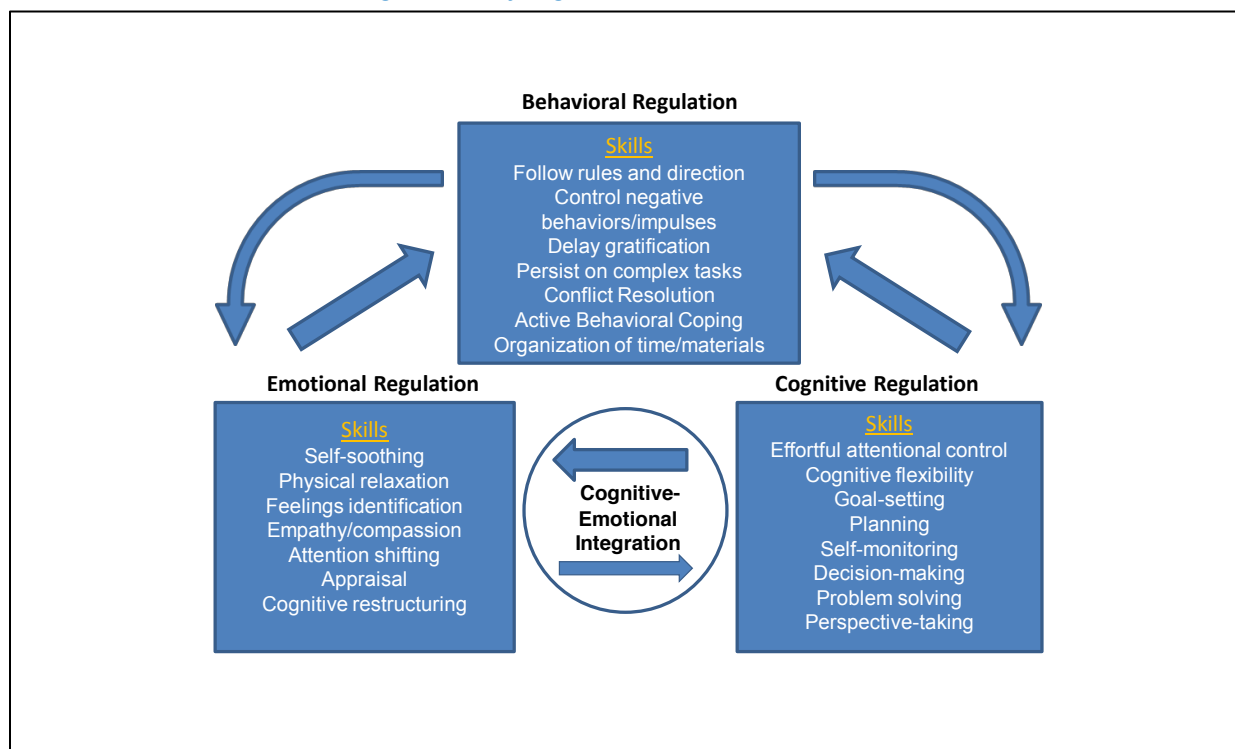 Behavioral Regulation
Skills
Follow rules and direction
Control negative
behaviors/impulses
Delay gratification
Persist on complex tasks
Conflict Resolution
Active Behavioral Coping
Organization of time/materials
Emotional Regulation
Skills
Self-soothing
Physical relaxation
Feelings identification
Empathy/compassion
Attention shifting
Appraisal
Cognitive restructuring
Cognitive-
Emotional
Integration
Cognitive Regulation
Skills
Effortful attentional control
Cognitive flexibility
Goal-setting
Planning
Self-monitoring
Decision-making
Problem solving
Perspective-taking